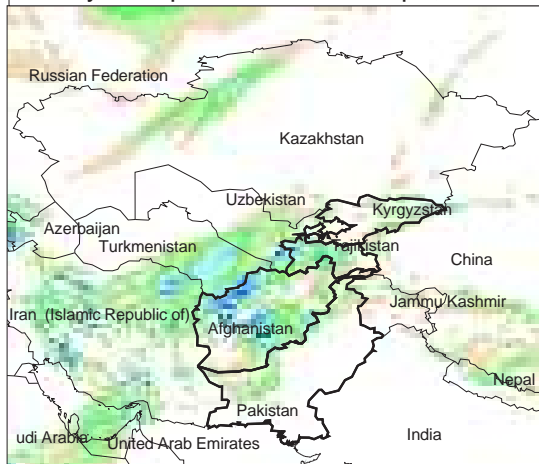 Russian Federation
Kazakhstan
Uzbekistan
Kyrgyzstan
Azerbaijan
Turkmenistan
Tajikistan
China
Iran (Islamic Republic of)
Jammu Kashmir
Afghanistan
Nepal
Pakistan
udi Arabia
United Arab Emirates
India